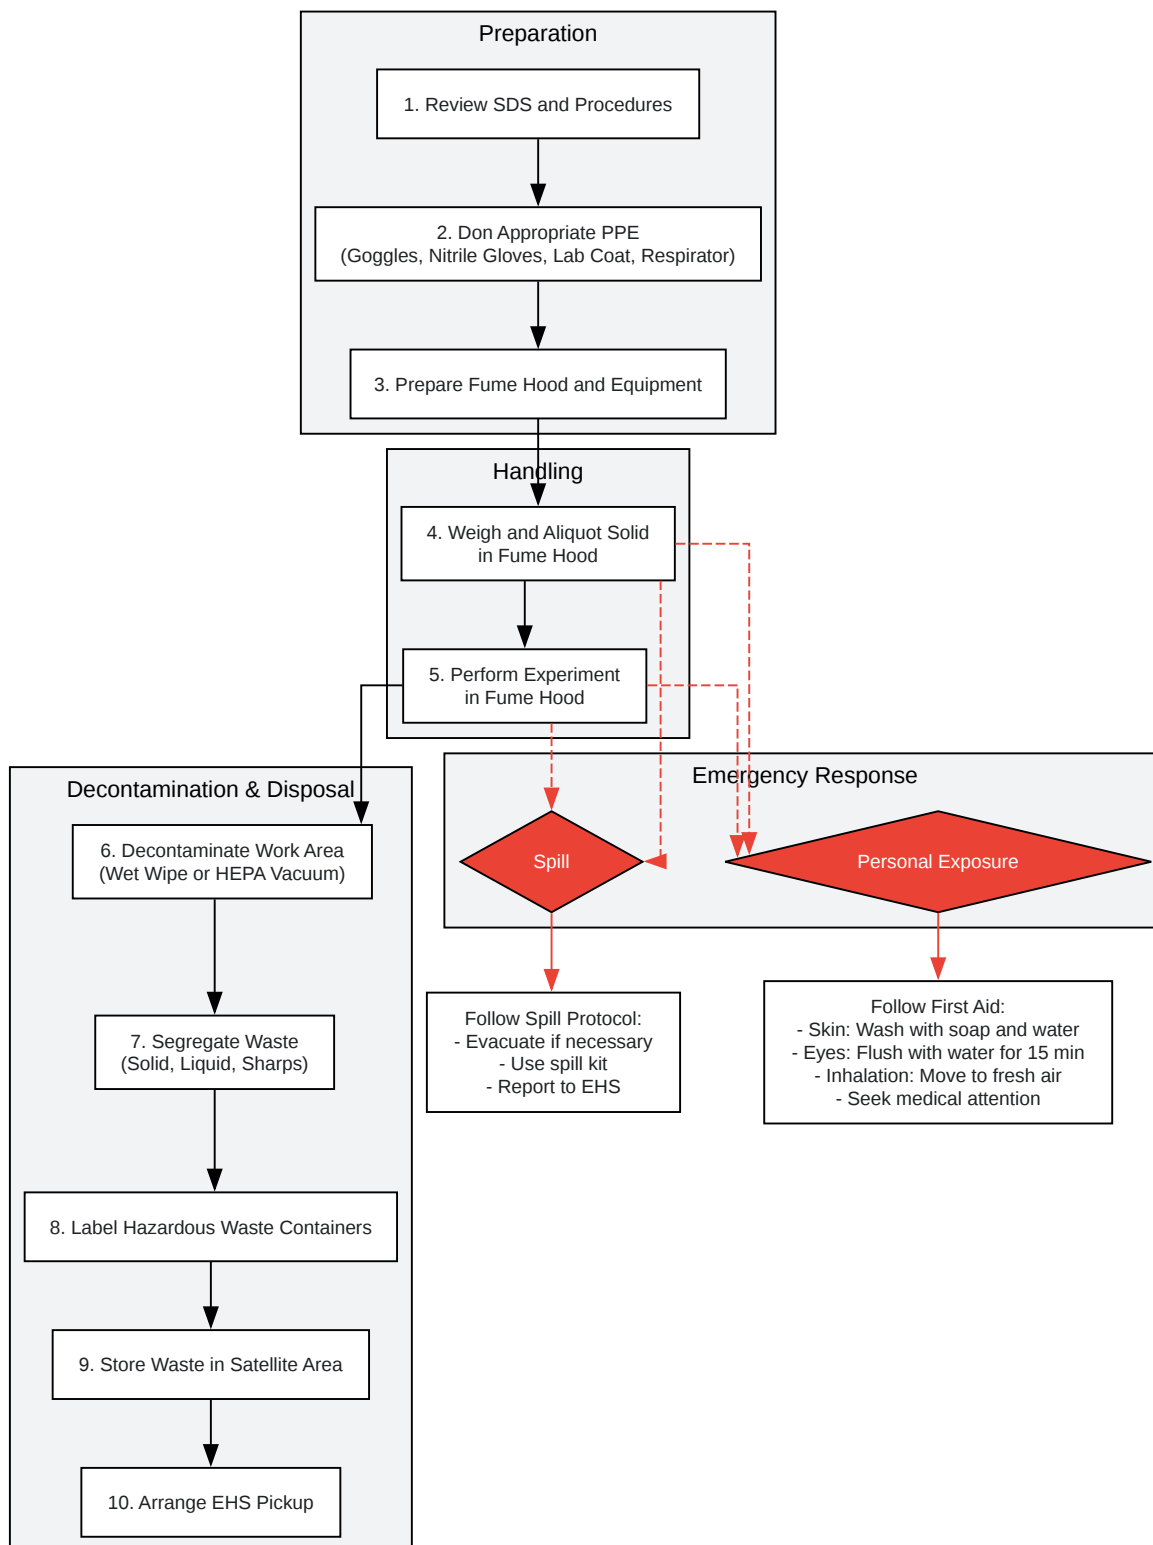 Preparation
1. Review SDS and Procedures
2. Don Appropriate PPE
(Goggles, Nitrile Gloves, Lab Coat, Respirator)
3. Prepare Fume Hood and Equipment
Handling
4. Weigh and Aliquot Solid
in Fume Hood
5. Perform Experiment
in Fume Hood
Decontamination & Disposal
6. Decontaminate Work Area
(Wet Wipe or HEPA Vacuum)
7. Segregate Waste
(Solid, Liquid, Sharps)
8. Label Hazardous Waste Containers
9. Store Waste in Satellite Area
10. Arrange EHS Pickup
Emergency Response
Spill
Personal Exposure
Follow Spill Protocol:
- Evacuate if necessary
- Use spill kit
- Report to EHS
Follow First Aid:
- Skin: Wash with soap and water
- Eyes: Flush with water for 15 min
- Inhalation: Move to fresh air
- Seek medical attention